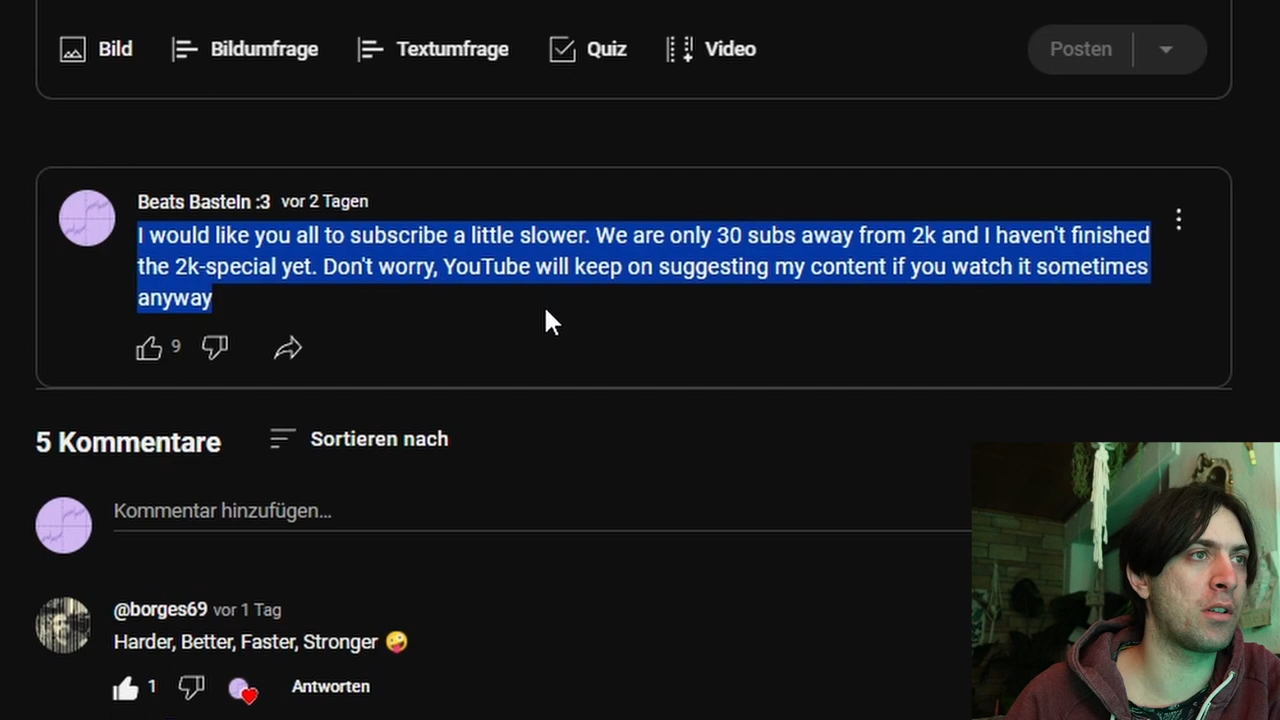 Bild Bildumfrage Textumfrage Quiz Video Posten
Beats Basteln :3 vor 2 Tagen
I would like you all to subscribe a little slower. We are only 30 subs away from 2k and I haven't finished
the 2k-special yet. Don't worry, YouTube will keep on suggesting my content if you watch it sometimes
anyway
9
5 Kommentare Sortieren nach
Kommentar hinzufügen...
@borges69 vor 1 Tag
Harder, Better, Faster, Stronger 🤪
1 Antworten